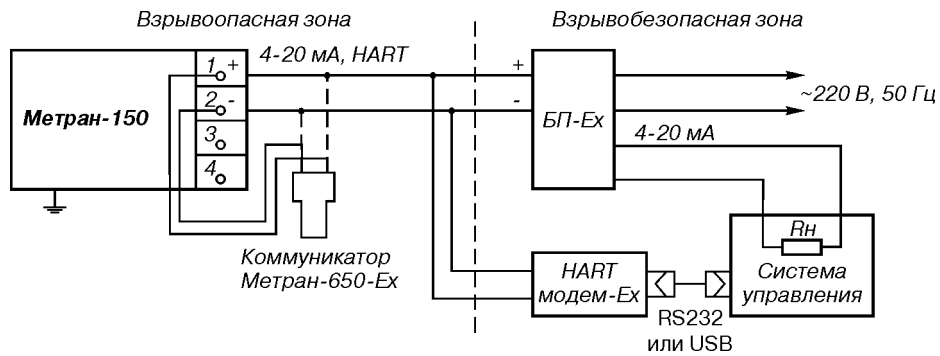 Взрывоопасная зона
Взрывобезопасная зона
4-20 мА, HART
1 +
2 -
3
4
Метран-150
+
-
БП-Ex
~220 В, 50 Гц
4-20 мА
Rн
Коммуникатор
Метран-650-Ex
HART
модем-Ex
Система
управления
RS232
или USB